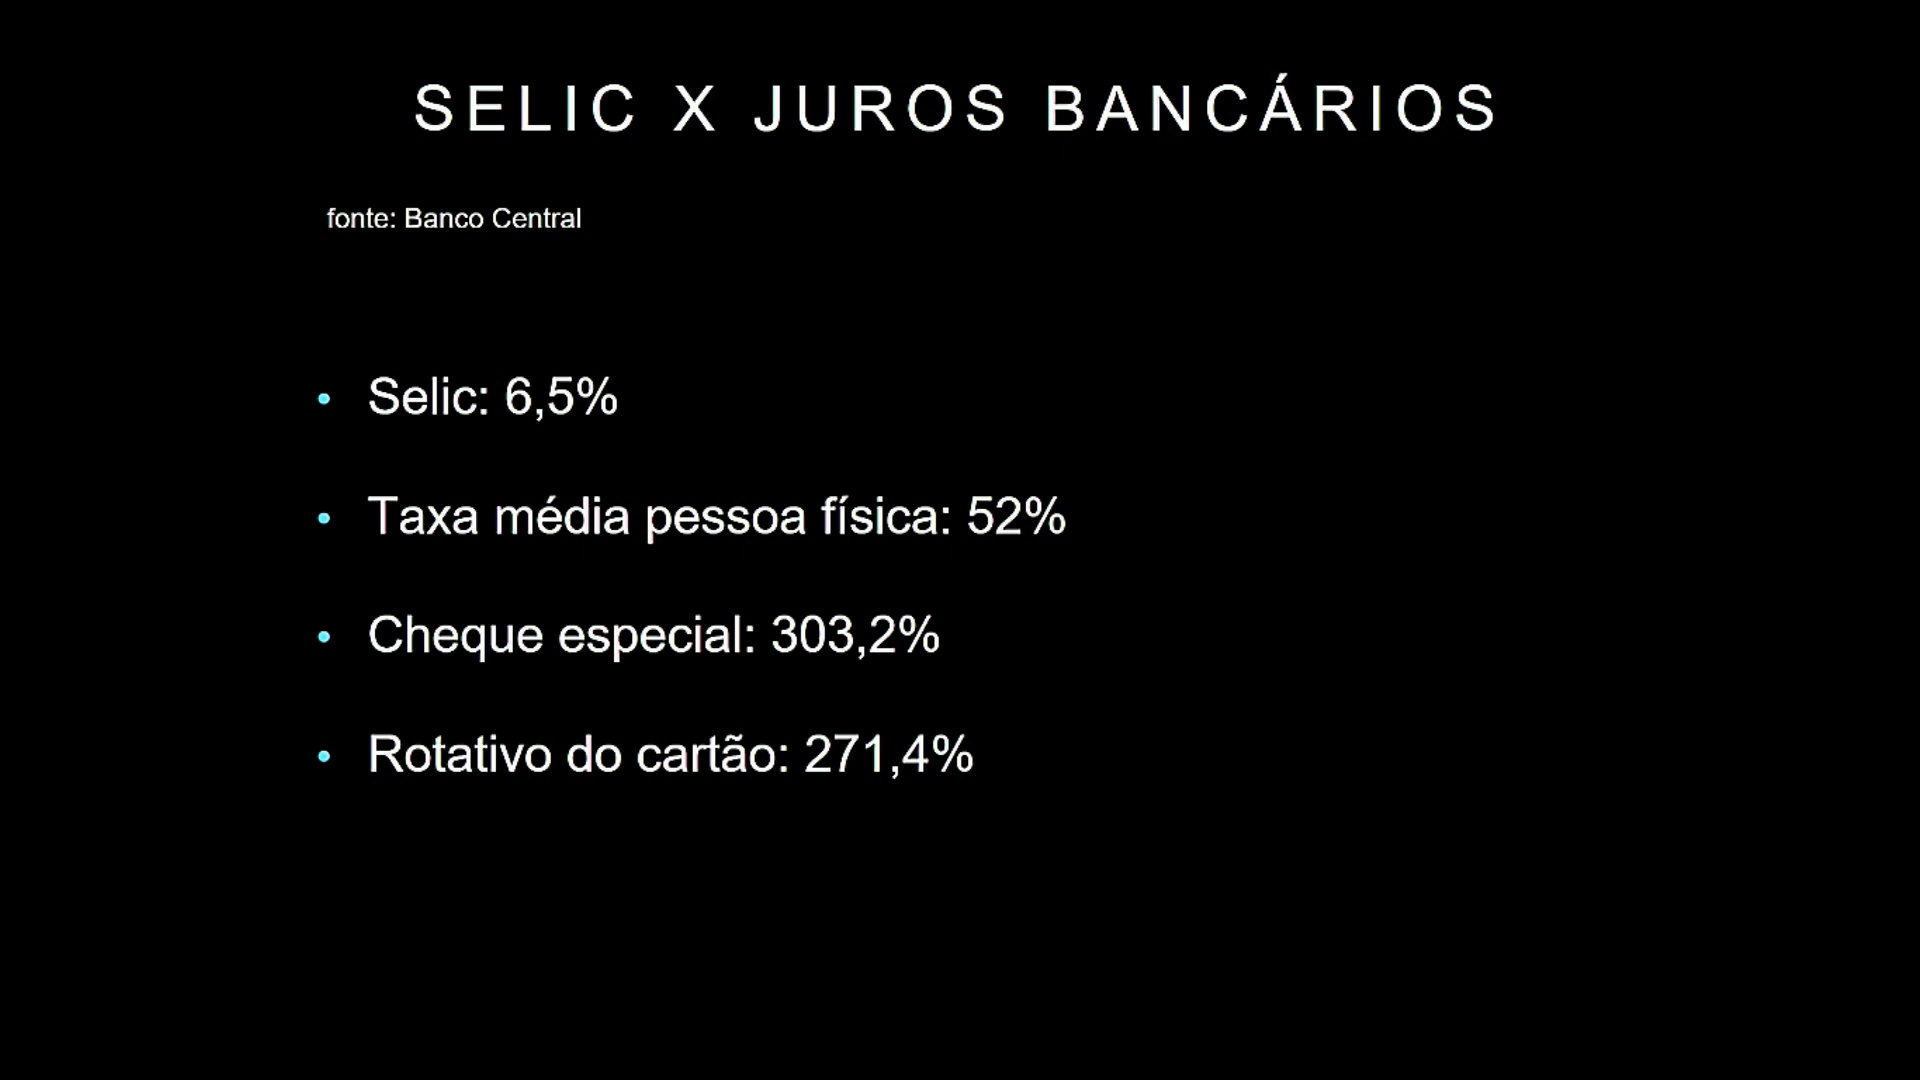 SELIC X JUROS BANCÁRIOS
fonte: Banco Central
• Selic: 6,5%
• Taxa média pessoa física: 52%
• Cheque especial: 303,2%
• Rotativo do cartão: 271,4%